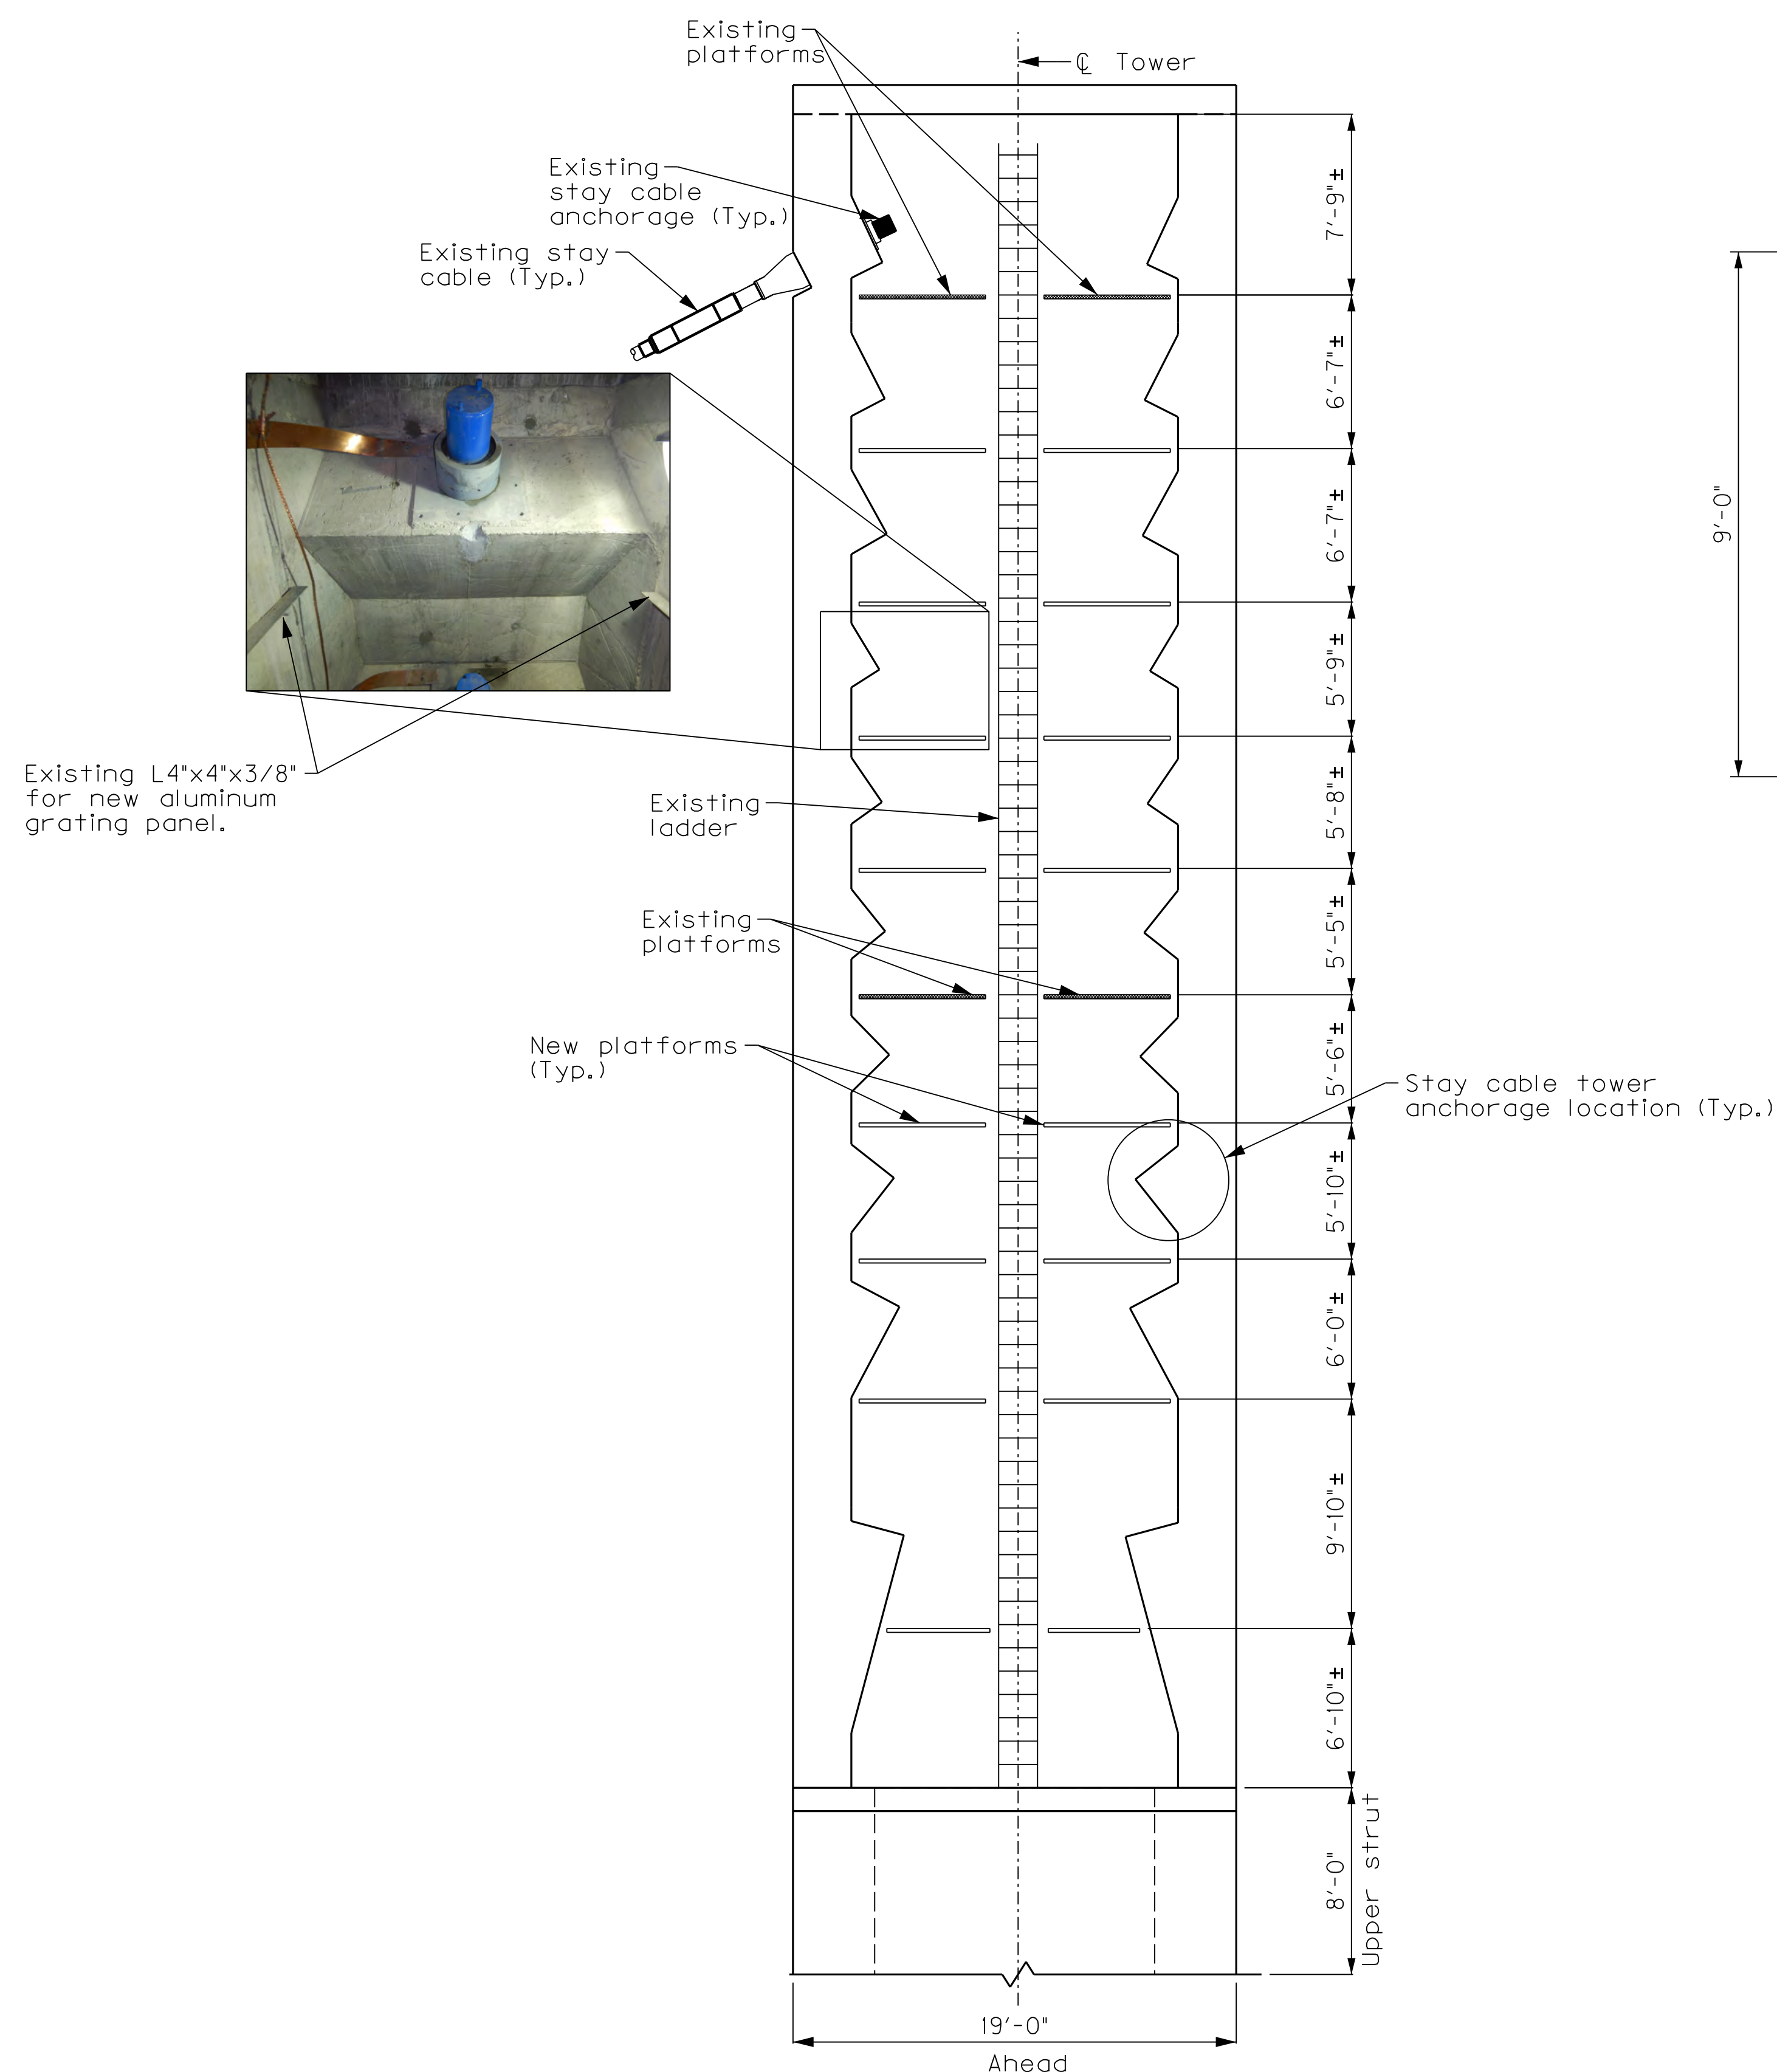 Existing
platforms
℄ Tower
Existing
stay cable
anchorage (Typ.)
Existing stay
cable (Typ.)
7'-9"±
6'-7"±
9'-0"
6'-7"±
5'-9"±
Existing L4"x4"x3/8"
for new aluminum
grating panel.
Existing
ladder
5'-8"±
Existing
platforms
5'-5"±
New platforms
(Typ.)
5'-6"±
Stay cable tower
anchorage location (Typ.)
5'-10"±
6'-0"±
9'-10"±
6'-10"±
8'-0"
Upper strut
19'-0"
Ahead